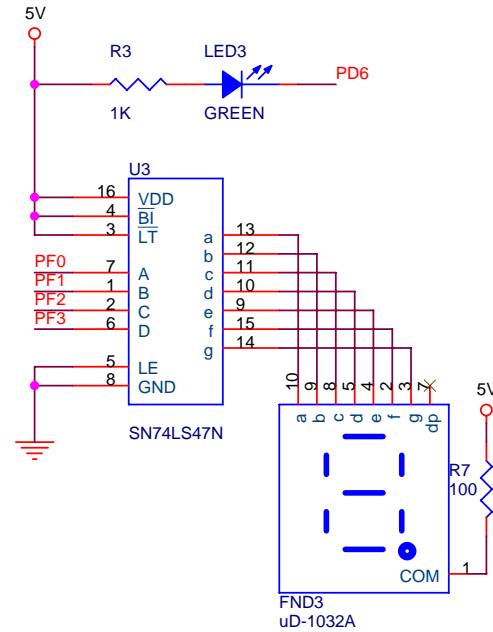 5V
R3 LED3
PD6
1K GREEN
U3
16 VDD
4 BI
3 LT
a 13
b 12
PF0 7 A c 11
PF1 1 B d 10
PF2 2 C e 9
PF3 6 D f 15
g 14
5 LE
8 GND
10 9 8 5 4 2 3 7
5V
a b c d e f g dp
SN74LS47N
R7
100
COM 1
FND3
uD-1032A